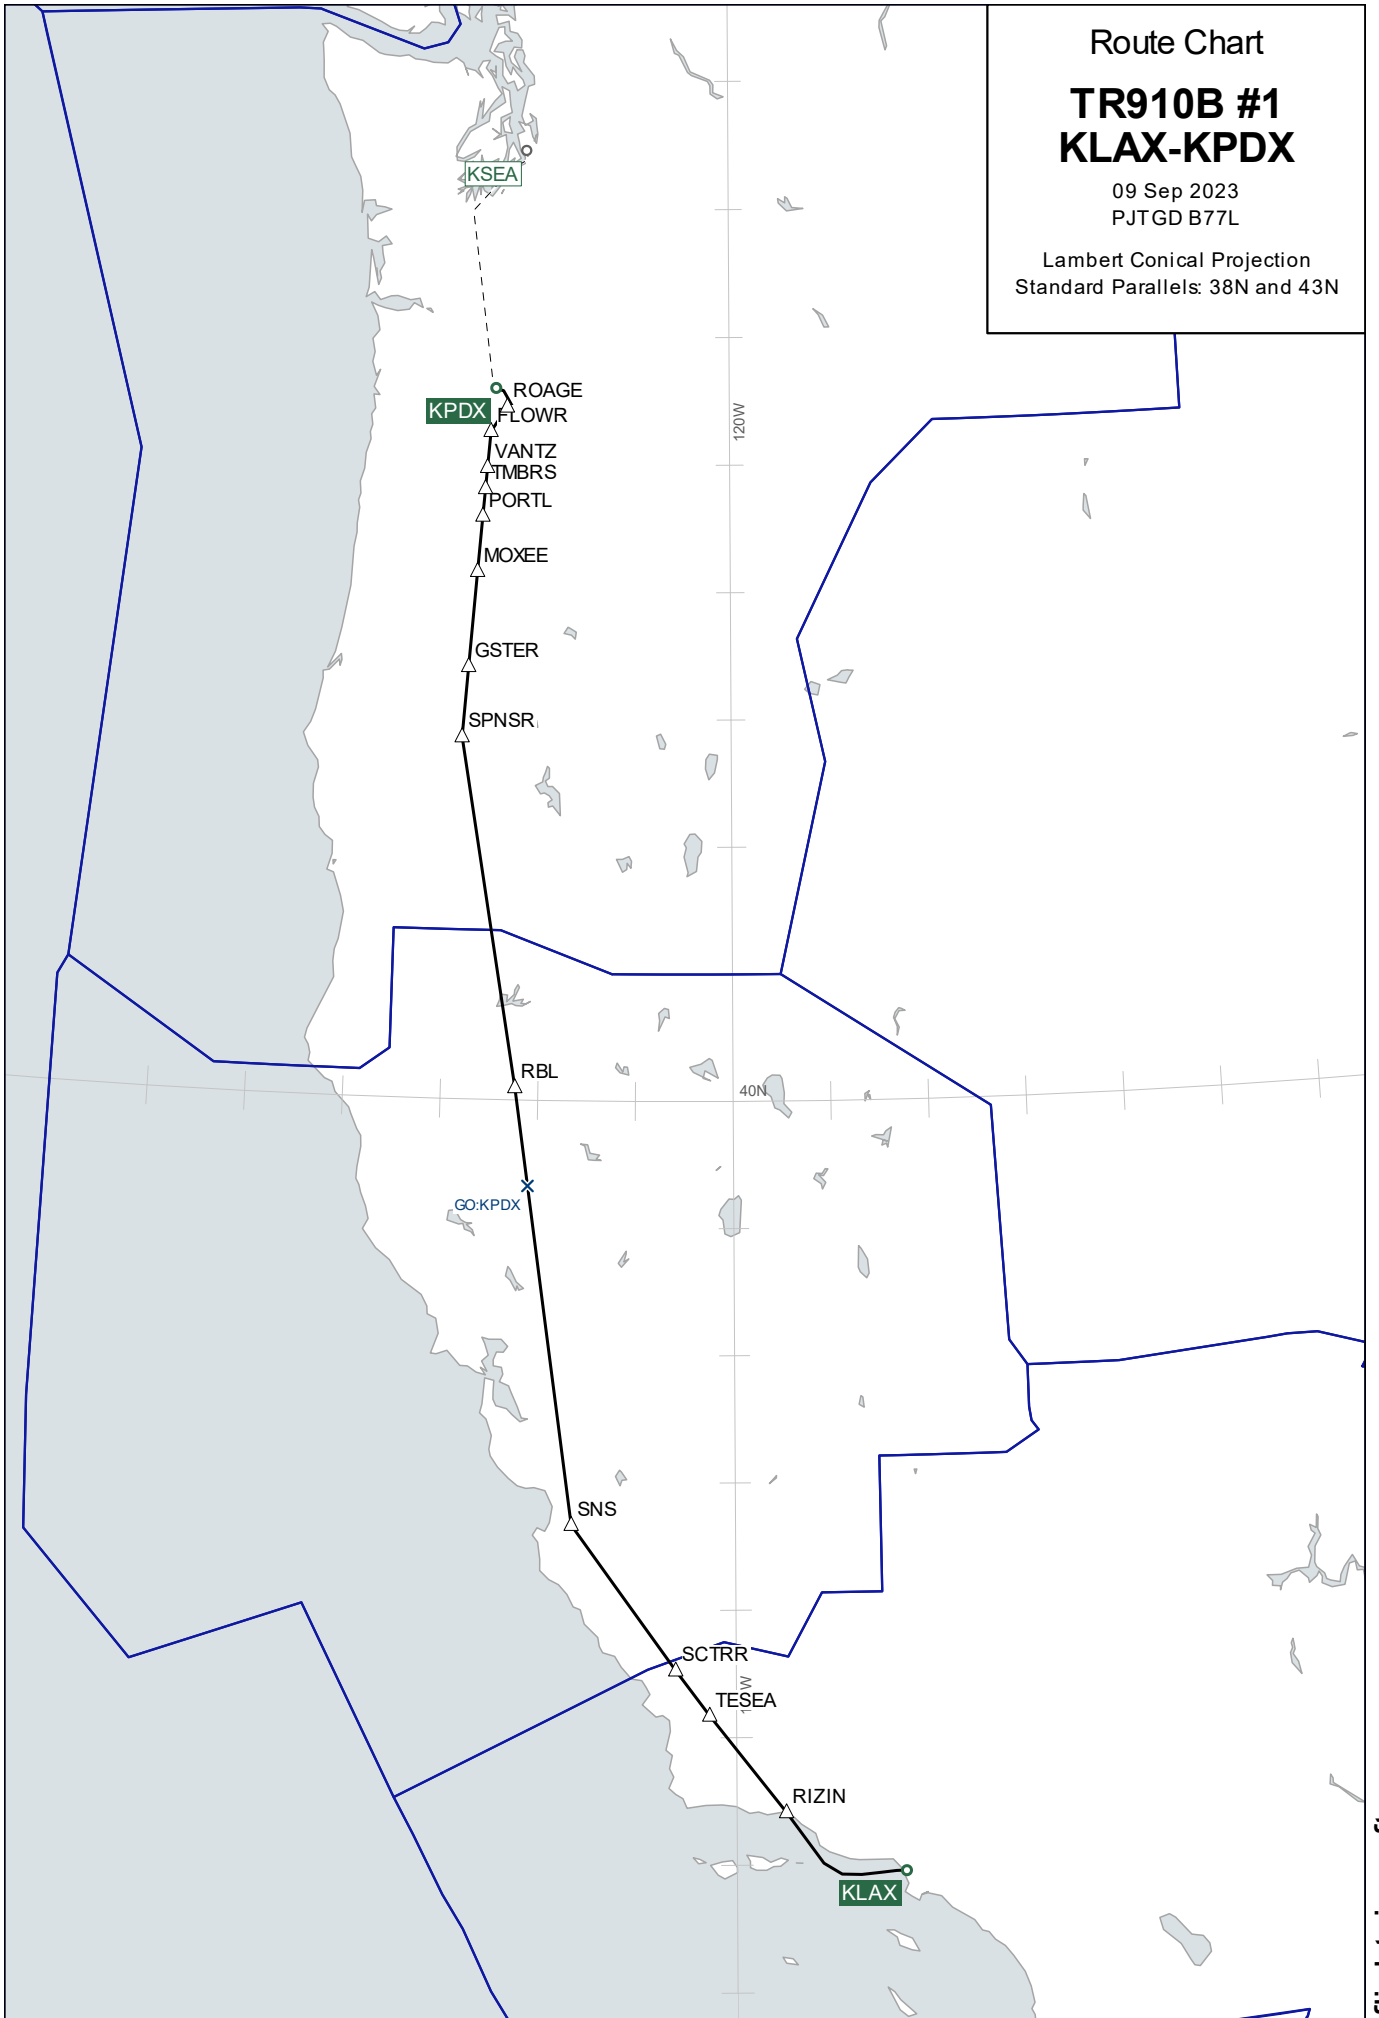 Route Chart
TR910B #1
KLAX-KPDX
09 Sep 2023
PJTGD B77L
Lambert Conical Projection
Standard Parallels: 38N and 43N
KSEA
ROAGE
KPDX
FLOWR
120W
VANTZ
TMBRS
PORTL
MOXEE
GSTER
SPNSR
RBL
40N
GO:KPDX
SNS
SCTRR
TESEA
RIZIN
KLAX